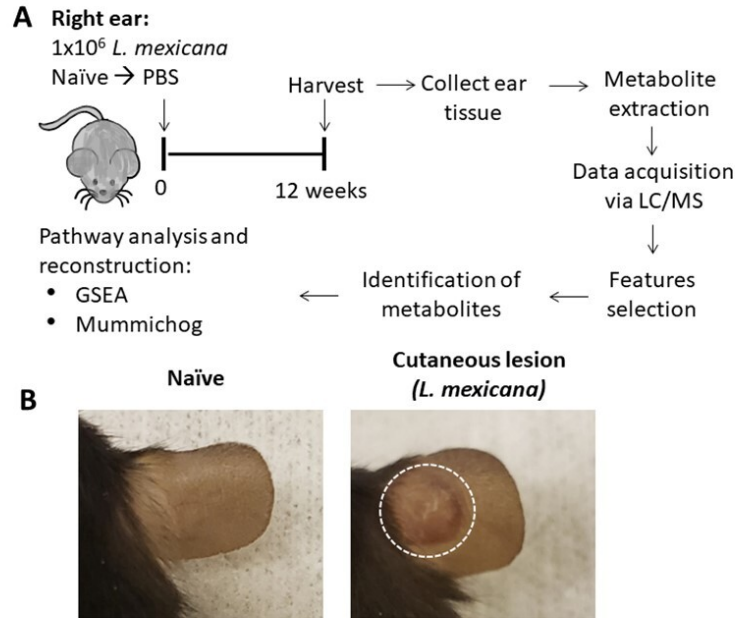 A
Right ear:
1x10⁶ L. mexicana
Naïve → PBS
Harvest
Collect ear
tissue
Metabolite
extraction
0
12 weeks
Data acquisition
via LC/MS
Features
selection
Identification of
metabolites
Pathway analysis and
reconstruction:
• GSEA
• Mummichog
B
Naïve
Cutaneous lesion
(L. mexicana)